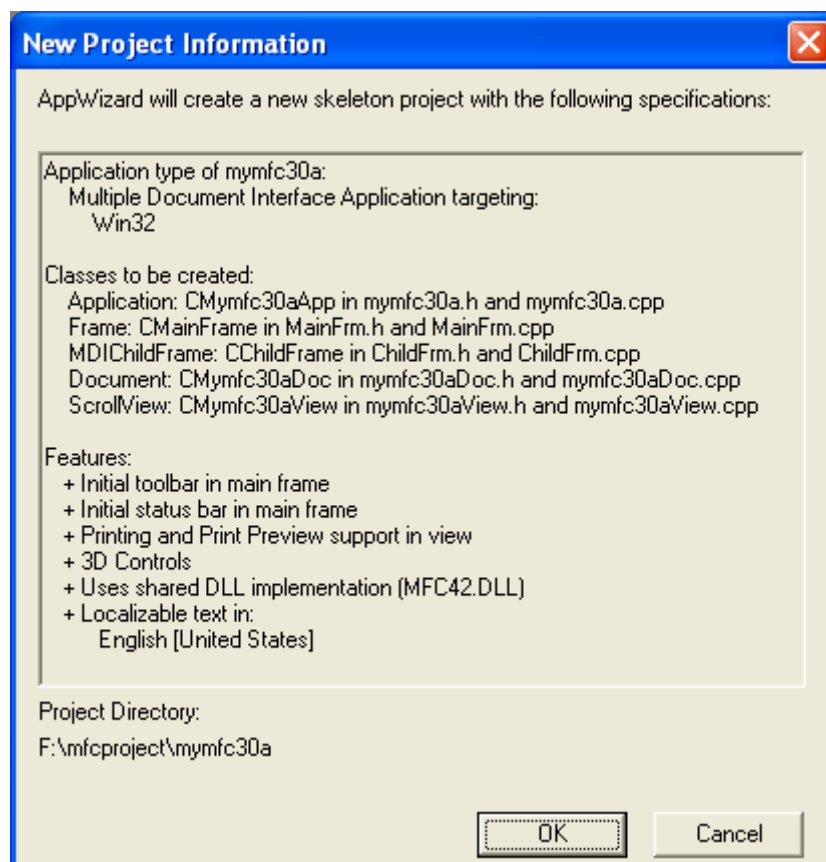 New Project Information
AppWizard will create a new skeleton project with the following specifications:
Application type of mymfc30a:
Multiple Document Interface Application targeting:
Win32
Classes to be created:
Application: CMymfc30aApp in mymfc30a.h and mymfc30a.cpp
Frame: CMainFrame in MainFrm.h and MainFrm.cpp
MDIChildFrame: CChildFrame in ChildFrm.h and ChildFrm.cpp
Document: CMymfc30aDoc in mymfc30aDoc.h and mymfc30aDoc.cpp
ScrollView: CMymfc30aView in mymfc30aView.h and mymfc30aView.cpp
Features:
+ Initial toolbar in main frame
+ Initial status bar in main frame
+ Printing and Print Preview support in view
+ 3D Controls
+ Uses shared DLL implementation (MFC42.DLL)
+ Localizable text in:
English [United States]
Project Directory:
F:\mfcproject\mymfc30a
OK Cancel